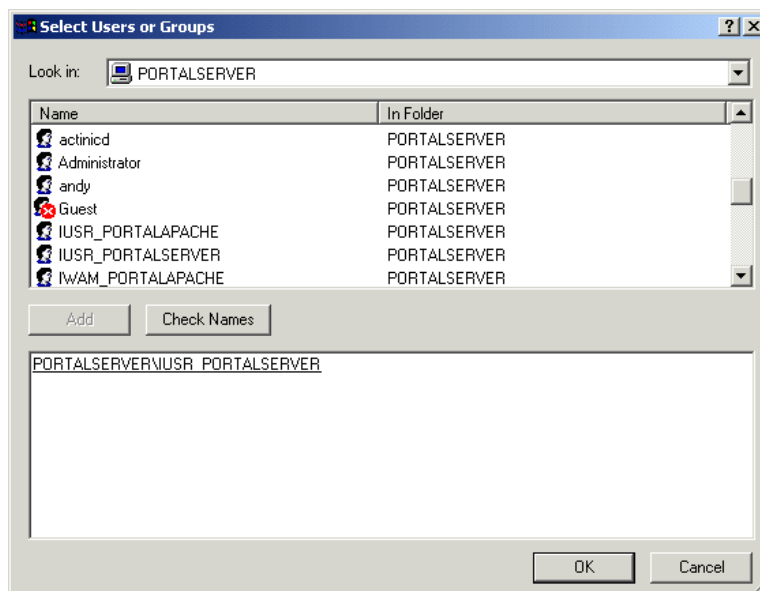 Select Users or Groups
Look in: PORTALSERVER
Name In Folder
actinicd PORTALSERVER
Administrator PORTALSERVER
andy PORTALSERVER
Guest PORTALSERVER
IUSR_PORTALAPACHE PORTALSERVER
IUSR_PORTALSERVER PORTALSERVER
IWAM_PORTALAPACHE PORTALSERVER
Add Check Names
PORTALSERVER\IUSR_PORTALSERVER
OK Cancel